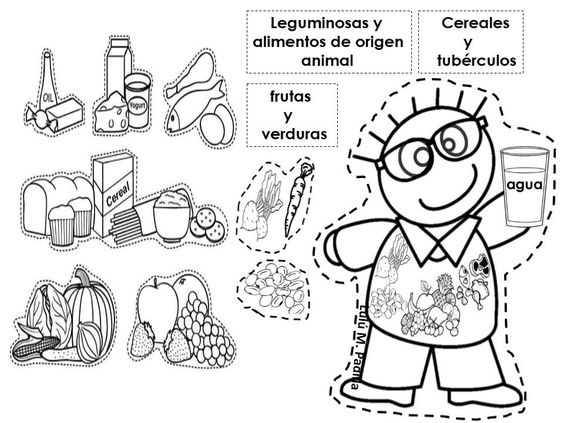 Leguminosas y
alimentos de origen
animal
Cereales
y
tubérculos
frutas
y
verduras
OIL
Yogurt
Cereal
agua
Lulú M. Padilla